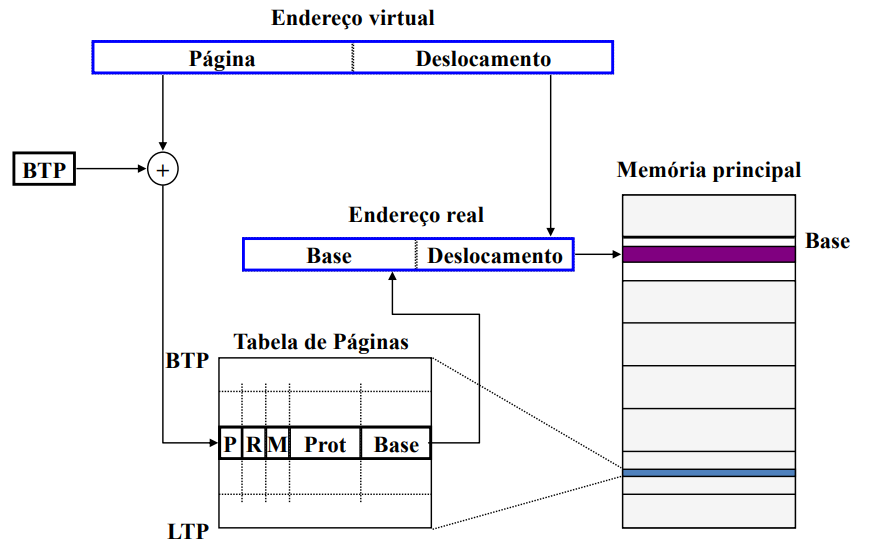 Endereço virtual
Página Deslocamento
BTP
+
Memória principal
Endereço real
Base Deslocamento
Base
Tabela de Páginas
BTP
P R M Prot Base
LTP